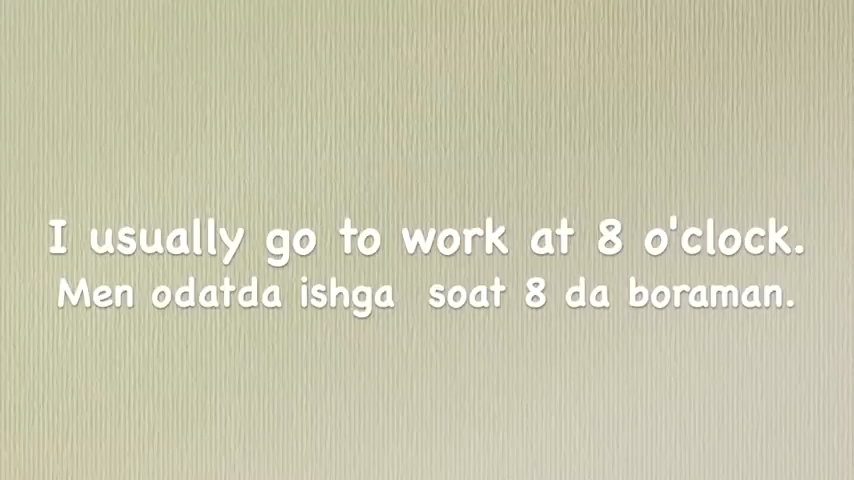 I usually go to work at 8 o'clock.
Men odatda ishga  soat 8 da boraman.